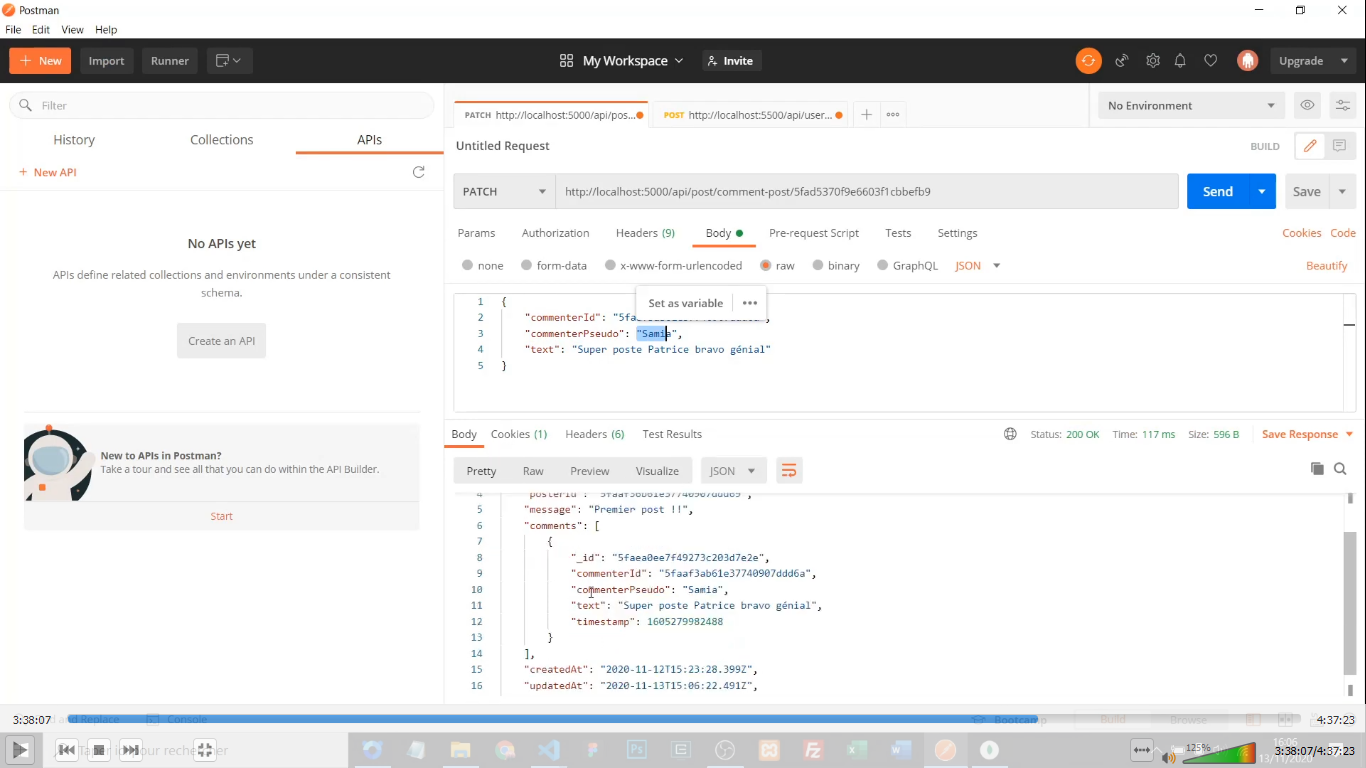 Postman
File Edit View Help
New Import Runner My Workspace Invite Upgrade
Filter
History Collections APIs
+ New API
No APIs yet
APIs define related collections and environments under a consistent
schema.
Create an API
New to APIs in Postman?
Take a tour and see all that you can do within the API Builder.
Start
PATCH http://localhost:5000/api/pos... POST http://localhost:5500/api/user... No Environment
Untitled Request BUILD
PATCH http://localhost:5000/api/post/comment-post/5fad5370f9e6603f1cbbefb9 Send Save
Params Authorization Headers (9) Body Pre-request Script Tests Settings Cookies Code
none form-data x-www-form-urlencoded raw binary GraphQL JSON Beautify
Set as variable
1 {
2 "commenterId":
3 "commenterPseudo": "Samia",
4 "text": "Super poste Patrice bravo génial"
5 }
Body Cookies (1) Headers (6) Test Results Status: 200 OK Time: 117 ms Size: 596 B Save Response
Pretty Raw Preview Visualize JSON
4 "posterId":
5 "message": "Premier post !!",
6 "comments": [
7 {
8 "_id": "5faea0ee7f49273c203d7e2e",
9 "commenterId": "5faaf3ab61e37740907ddd6a",
10 "commenterPseudo": "Samia",
11 "text": "Super poste Patrice bravo génial",
12 "timestamp": 1605279982488
13 }
14 ],
15 "createdAt": "2020-11-12T15:23:28.399Z",
16 "updatedAt": "2020-11-13T15:06:22.491Z",
3:38:07 and Replace Console Bootcamp Build Browse 4:37:23
125% 16:06
13/11/2020 3:38:07/4:37:23